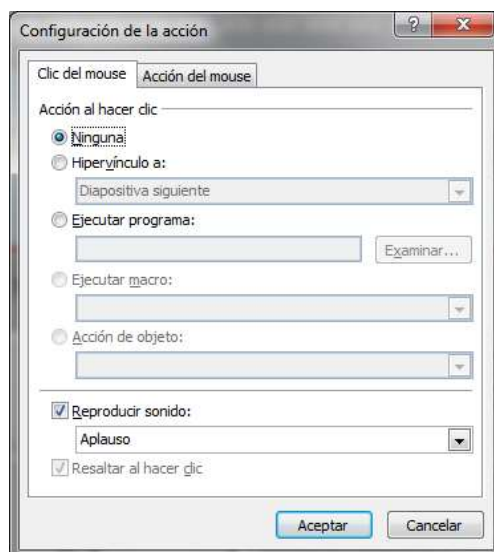 Configuración de la acción
Clic del mouse Acción del mouse
Acción al hacer clic
Ninguna
Hipervínculo a:
Diapositiva siguiente
Ejecutar programa:
Examinar...
Ejecutar macro:
Acción de objeto:
Reproducir sonido:
Aplauso
Resaltar al hacer clic
Aceptar Cancelar